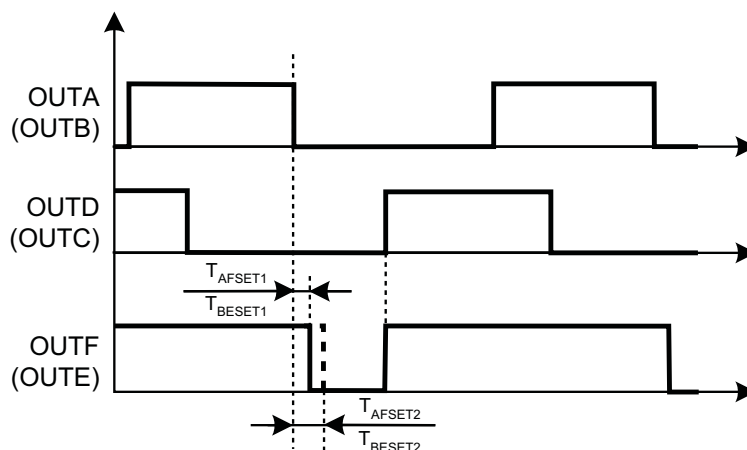 OUTA
(OUTB)
OUTD
(OUTC)
TAFSET1
TBESET1
OUTF
(OUTE)
TAFSET2
TBESET2